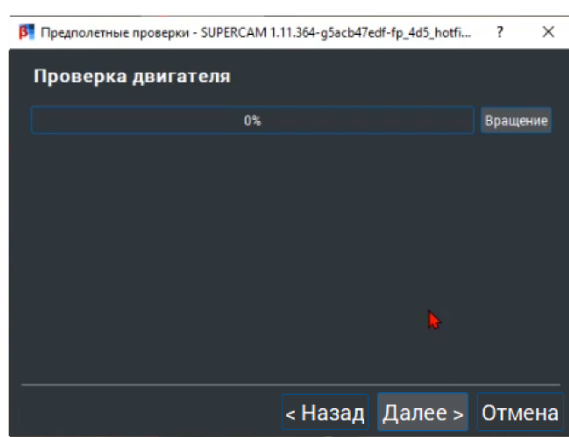 Предполетные проверки - SUPERCAM 1.11.364-g5acb47edf-fp_4d5_hotfi...
Проверка двигателя
0%
Вращение
< Назад
Далее >
Отмена